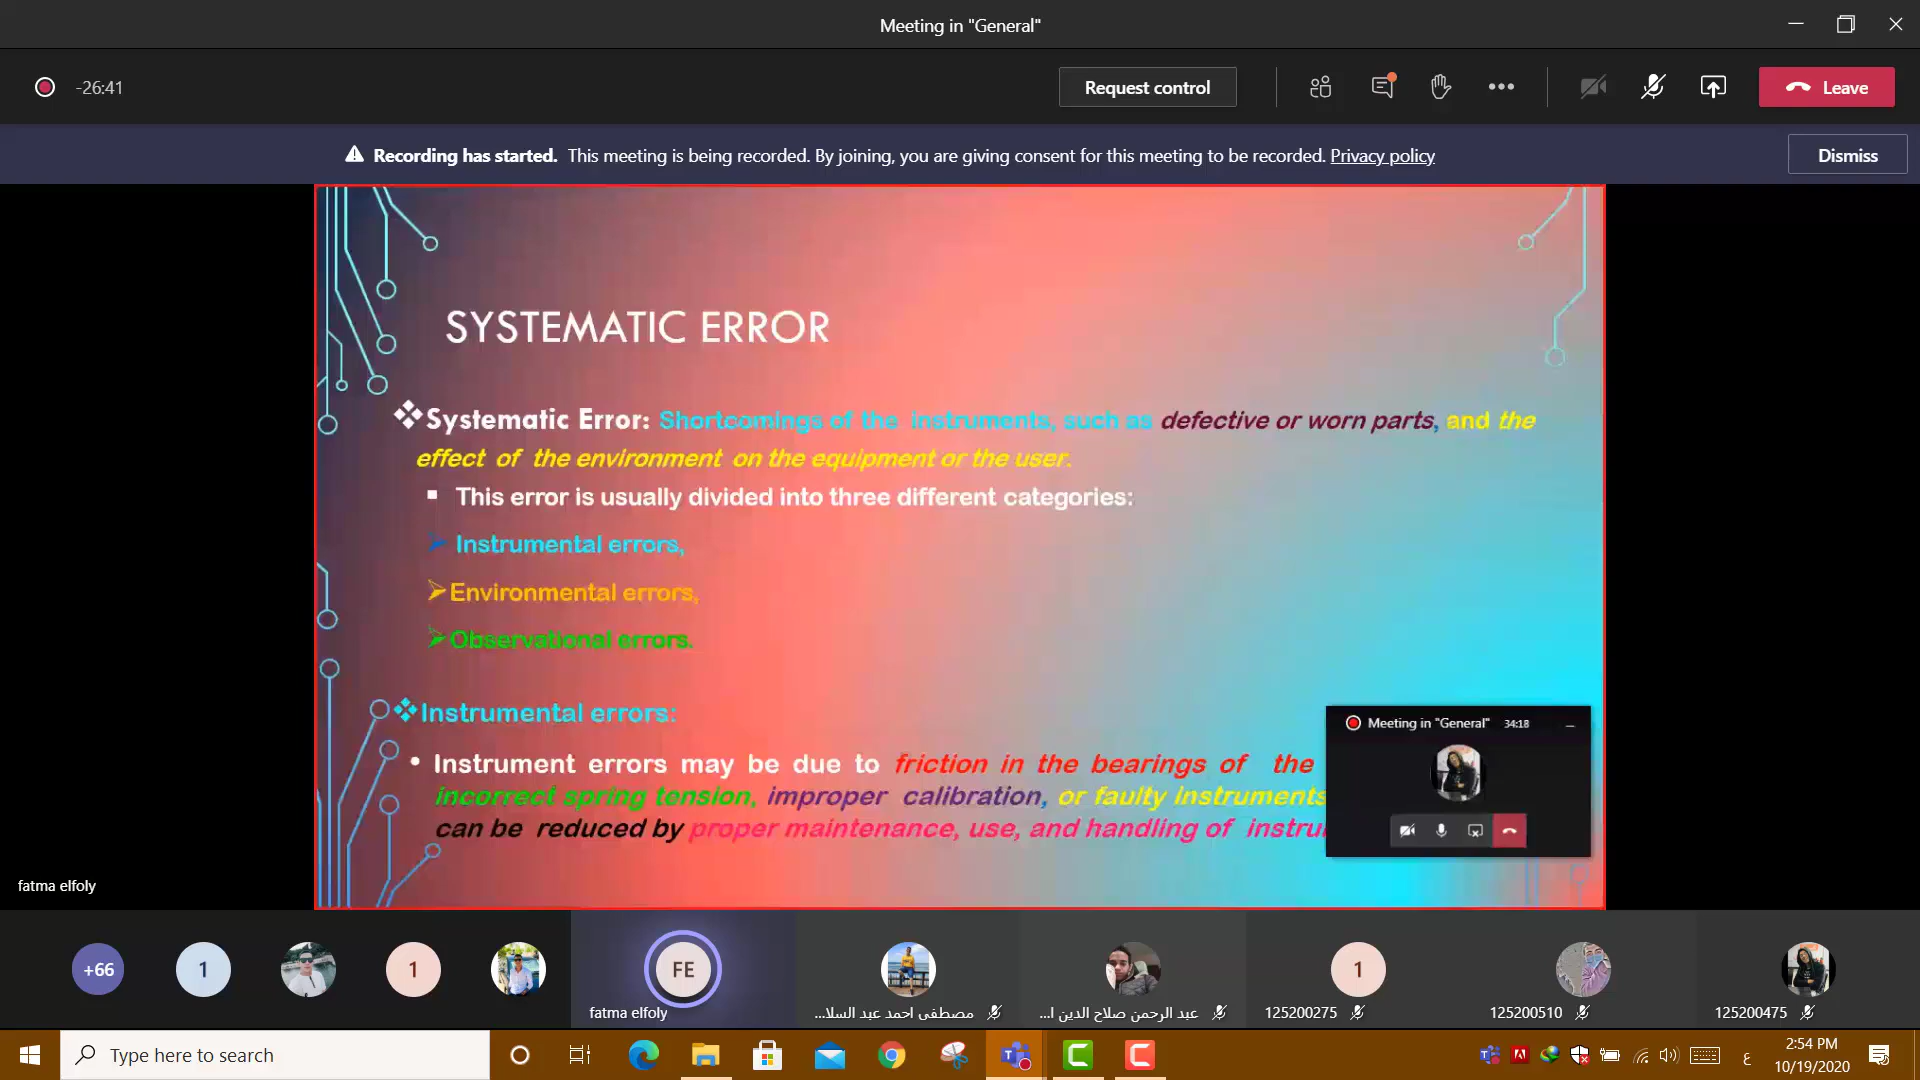 Meeting in "General"
-26:41
Request control
Leave
Recording has started. This meeting is being recorded. By joining, you are giving consent for this meeting to be recorded. Privacy policy
Dismiss
SYSTEMATIC ERROR
Systematic Error: Shortcomings of the instruments, such as defective or worn parts, and the
effect of the environment on the equipment or the user.
This error is usually divided into three different categories:
Instrumental errors,
Environmental errors,
Observational errors.
Instrumental errors:
Instrument errors may be due to friction in the bearings of the
incorrect spring tension, improper calibration, or faulty instruments
can be reduced by proper maintenance, use, and handling of instru
Meeting in "General" 34:18
fatma elfoly
+66
1
1
FE
fatma elfoly
مصطفى احمد عبد السلا...
عبد الرحمن صلاح الدين ا...
1
125200275
125200510
125200475
Type here to search
ع
2:54 PM
10/19/2020